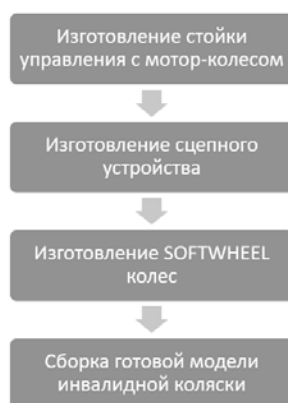 Изготовление стойки
управления с мотор-колесом
Изготовление сцепного
устройства
Изготовление SOFTWHEEL
колес
Сборка готовой модели
инвалидной коляски